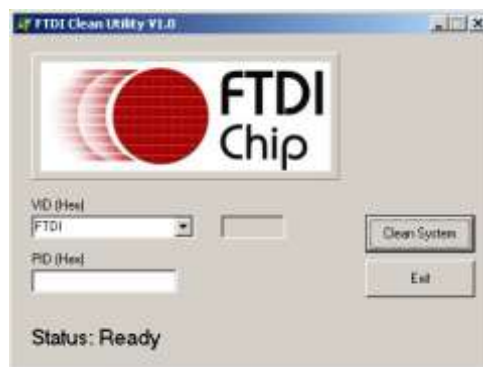 FTDI Clean Utility V1.0
FTDI
Chip
VID (Hex)
FTDI
Clean System
PID (Hex)
Exit
Status: Ready